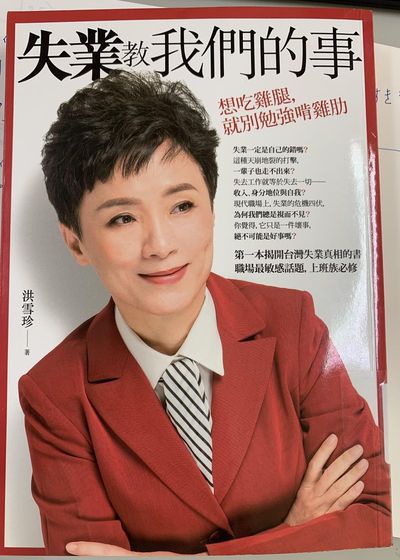 失業教我們的事
想吃雞腿,
就別勉強啃雞肋
失業一定是自己的錯嗎?
這種天崩地裂的打擊,
一輩子也走不出來?
失去工作就等於失去一切——
收入、身分地位與自我?
現代職場上,失業的危機四伏,
為何我們總是視而不見?
你覺得,它只是一件壞事,
絕不可能是好事嗎?
第一本揭開台灣失業真相的書
職場最敏感話題,上班族必修
洪雪珍——著